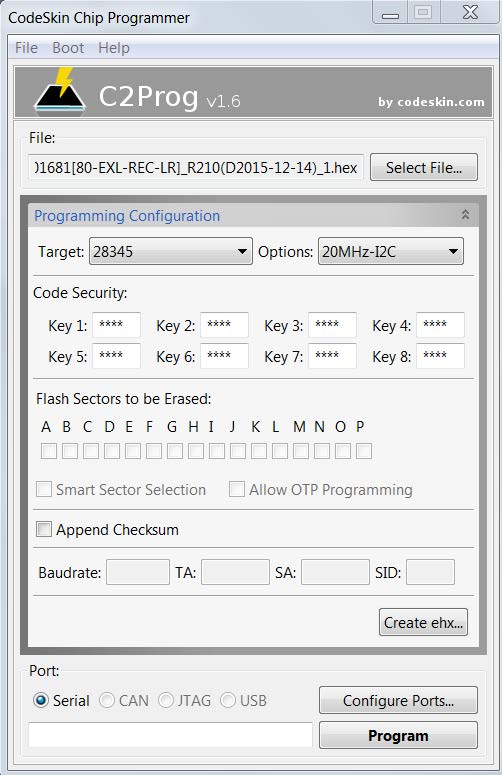 CodeSkin Chip Programmer
File Boot Help
C2Prog v1.6
by codeskin.com
File:
01681[80-EXL-REC-LR]_R210(D2015-12-14)_1.hex Select File...
Programming Configuration
Target: 28345 Options: 20MHz-I2C
Code Security:
Key 1: **** Key 2: **** Key 3: **** Key 4: ****
Key 5: **** Key 6: **** Key 7: **** Key 8: ****
Flash Sectors to be Erased:
A B C D E F G H I J K L M N O P
Smart Sector Selection Allow OTP Programming
Append Checksum
Baudrate: TA: SA: SID:
Create ehx...
Port:
Serial CAN JTAG USB Configure Ports...
Program